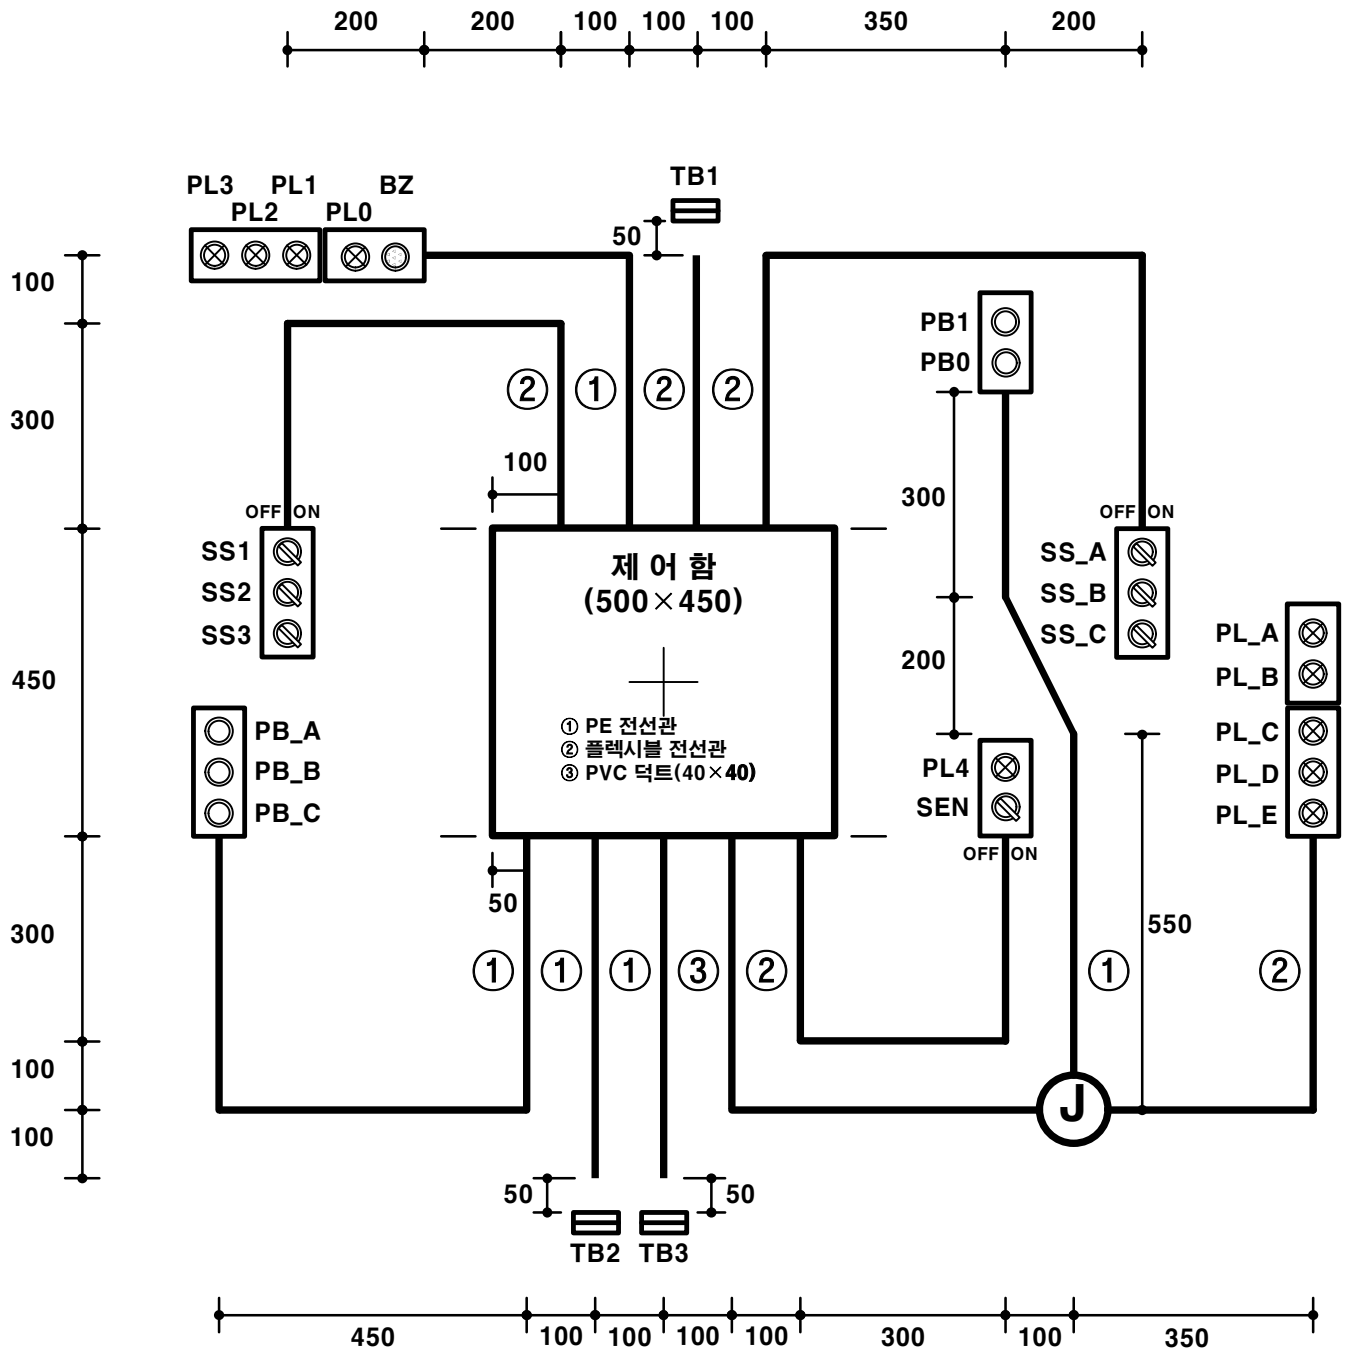 200 200 100 100 100 350 200
TB1
PL3 PL1 BZ
PL2 PL0
50
100
PB1
PB0
② ① ② ②
300
100
300
OFF ON
OFF ON
SS1
SS2
SS3
제 어 함
(500×450)
SS_A
SS_B
SS_C
PL_A
PL_B
200
450
① PE 전선관
② 플렉시블 전선관
③ PVC 덕트(40×40)
PB_A
PB_B
PB_C
PL4
SEN
OFF ON
PL_C
PL_D
PL_E
50
300
550
① ① ① ③ ② ① ②
100
J
100
50 50
TB2 TB3
450 100 100 100 100 300 100 350